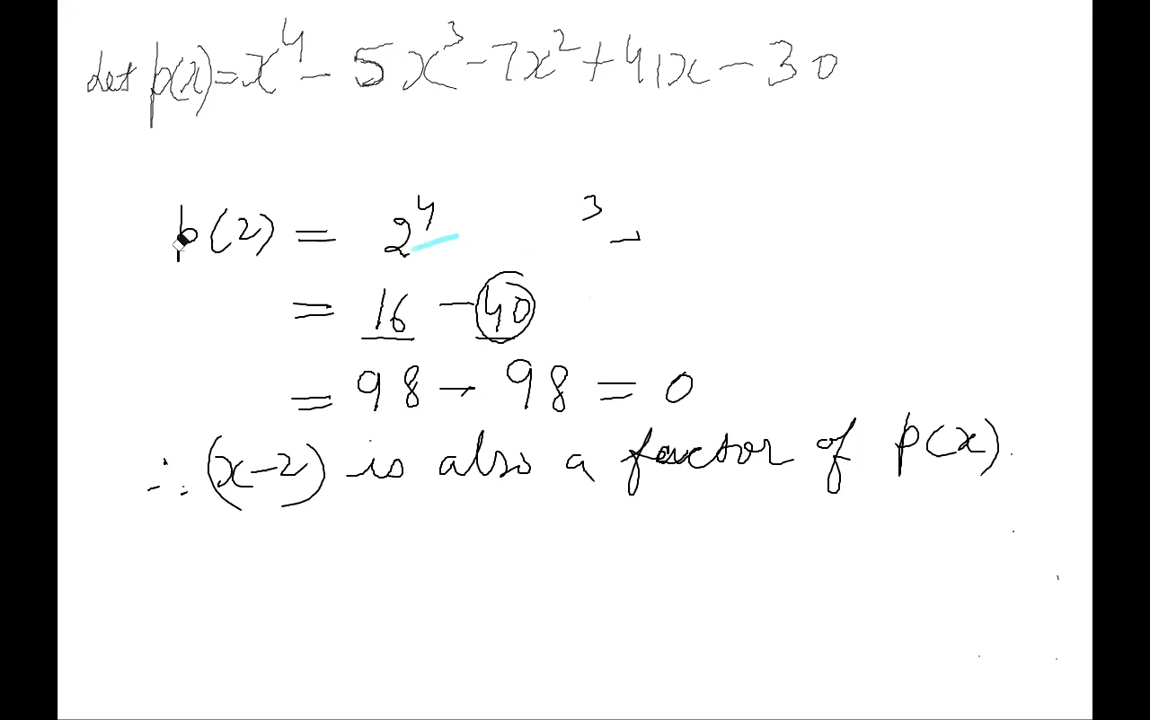 Let p(x) = x⁴ - 5x³ - 7x² + 41x - 30
p(2) = 2⁴ ³ -
= 16 - 40
= 98 - 98 = 0
∴ (x-2) is also a factor of p(x).